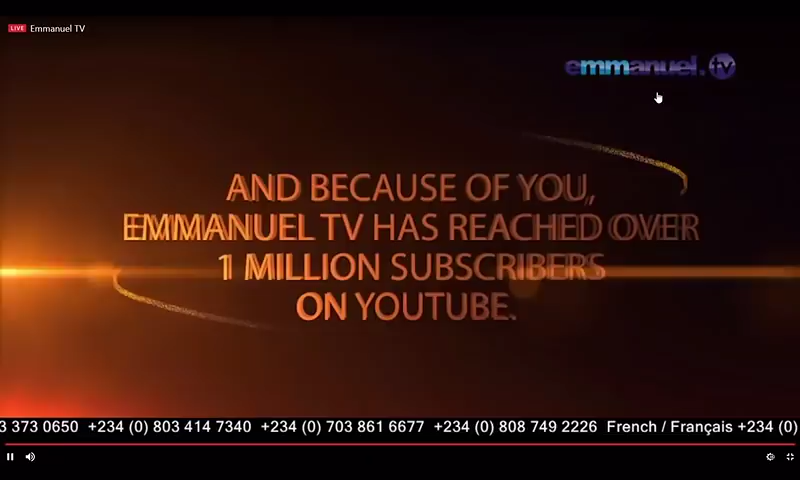 LIVE Emmanuel TV
emmanuel.tv
AND BECAUSE OF YOU,
EMMANUEL TV HAS REACHED OVER
1 MILLION SUBSCRIBERS
ON YOUTUBE.
3 373 0650 +234 (0) 803 414 7340 +234 (0) 703 861 6677 +234 (0) 808 749 2226 French / Français +234 (0)